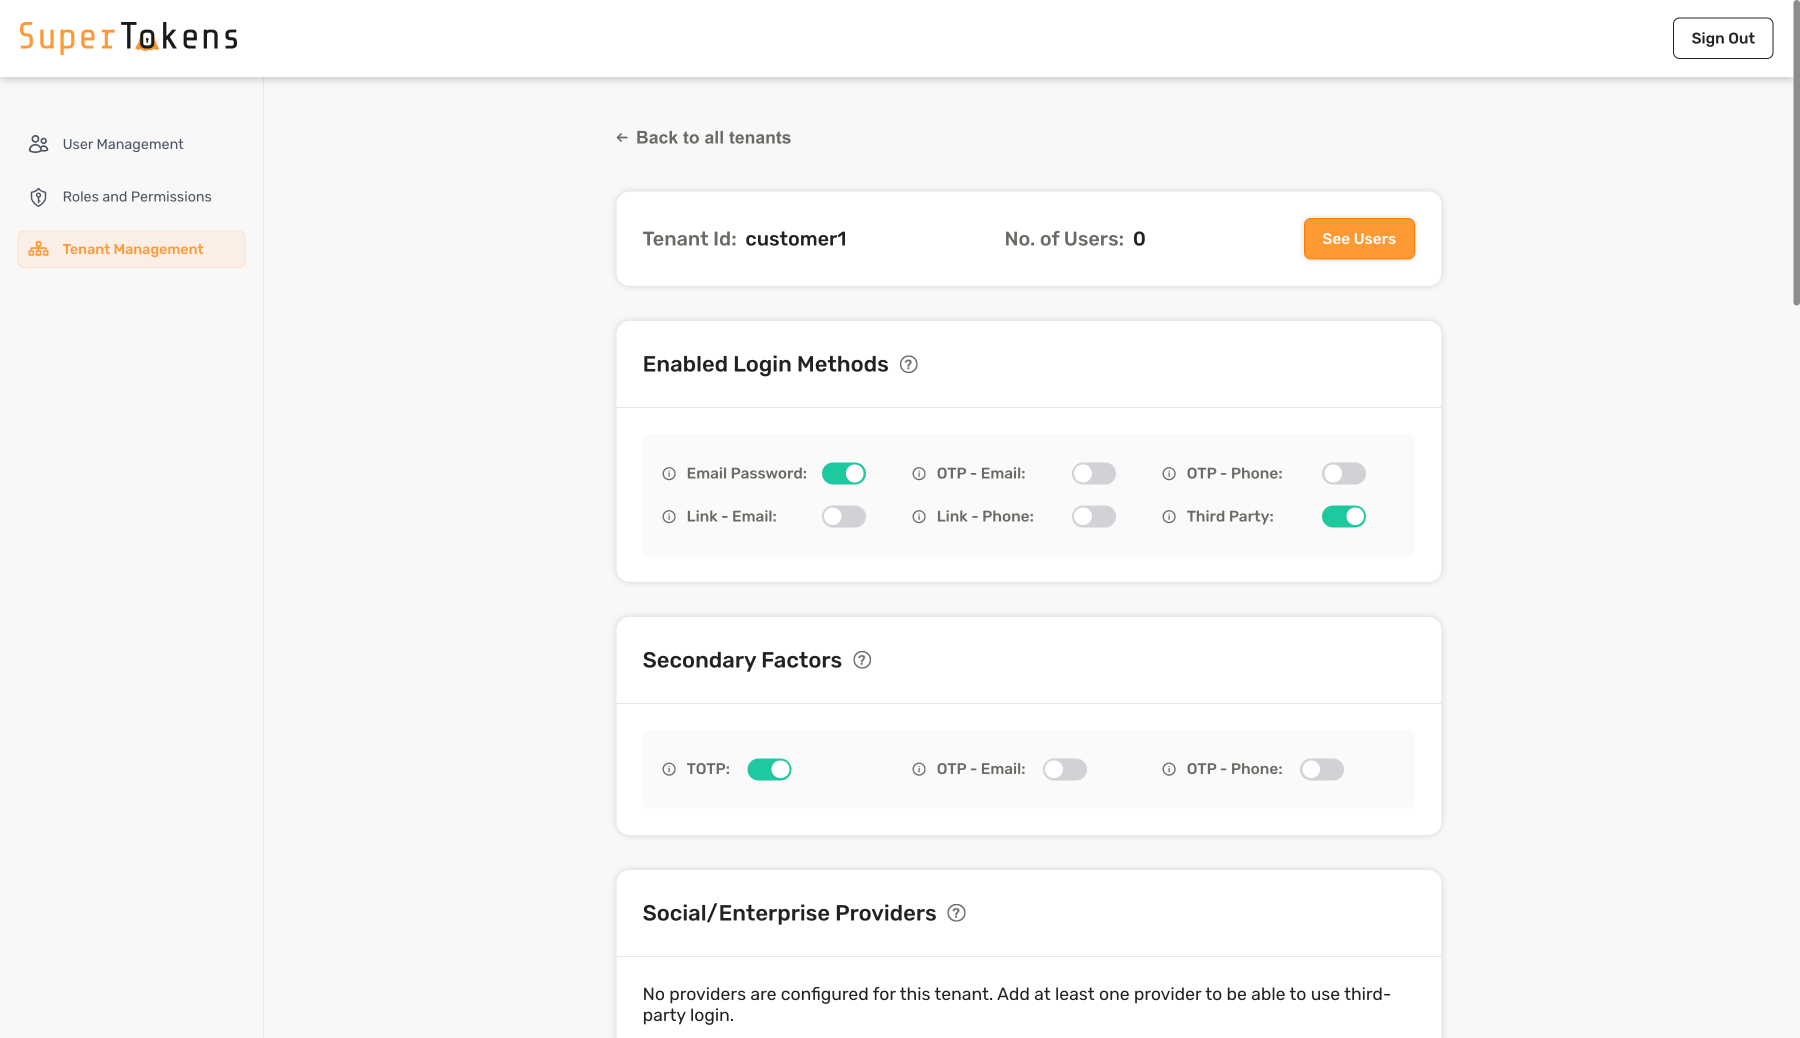 SuperTokens
Sign Out
User Management
Roles and Permissions
Tenant Management
Back to all tenants
Tenant Id: customer1
No. of Users: 0
See Users
Enabled Login Methods
Email Password:
OTP - Email:
OTP - Phone:
Link - Email:
Link - Phone:
Third Party:
Secondary Factors
TOTP:
OTP - Email:
OTP - Phone:
Social/Enterprise Providers
No providers are configured for this tenant. Add at least one provider to be able to use third-
party login.